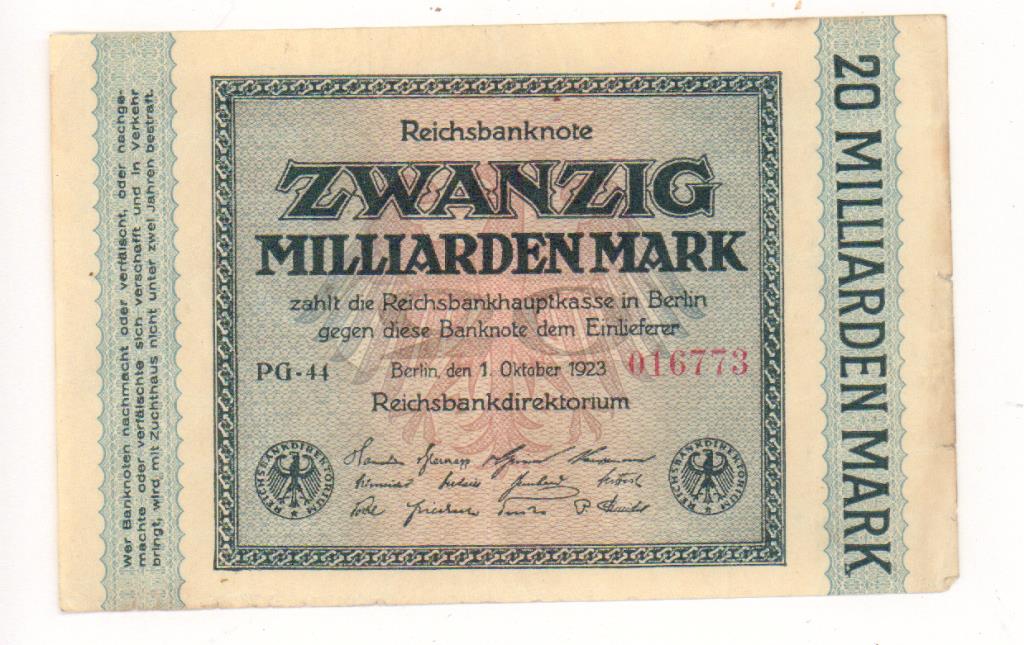 wer Banknoten nachmacht oder verfälscht, oder nachge-
machte oder verfälschte sich verschafft und in Verkehr
bringt, wird mit Zuchthaus nicht unter zwei Jahren bestraft.
Reichsbanknote
ZWANZIG
MILLIARDEN MARK
zahlt die Reichsbankhauptkasse in Berlin
gegen diese Banknote dem Einlieferer
PG-44 Berlin, den 1. Oktober 1923 016773
Reichsbankdirektorium
REICHSBANKDIREKTORIUM
REICHSBANKDIREKTORIUM
20 MILLIARDEN MARK